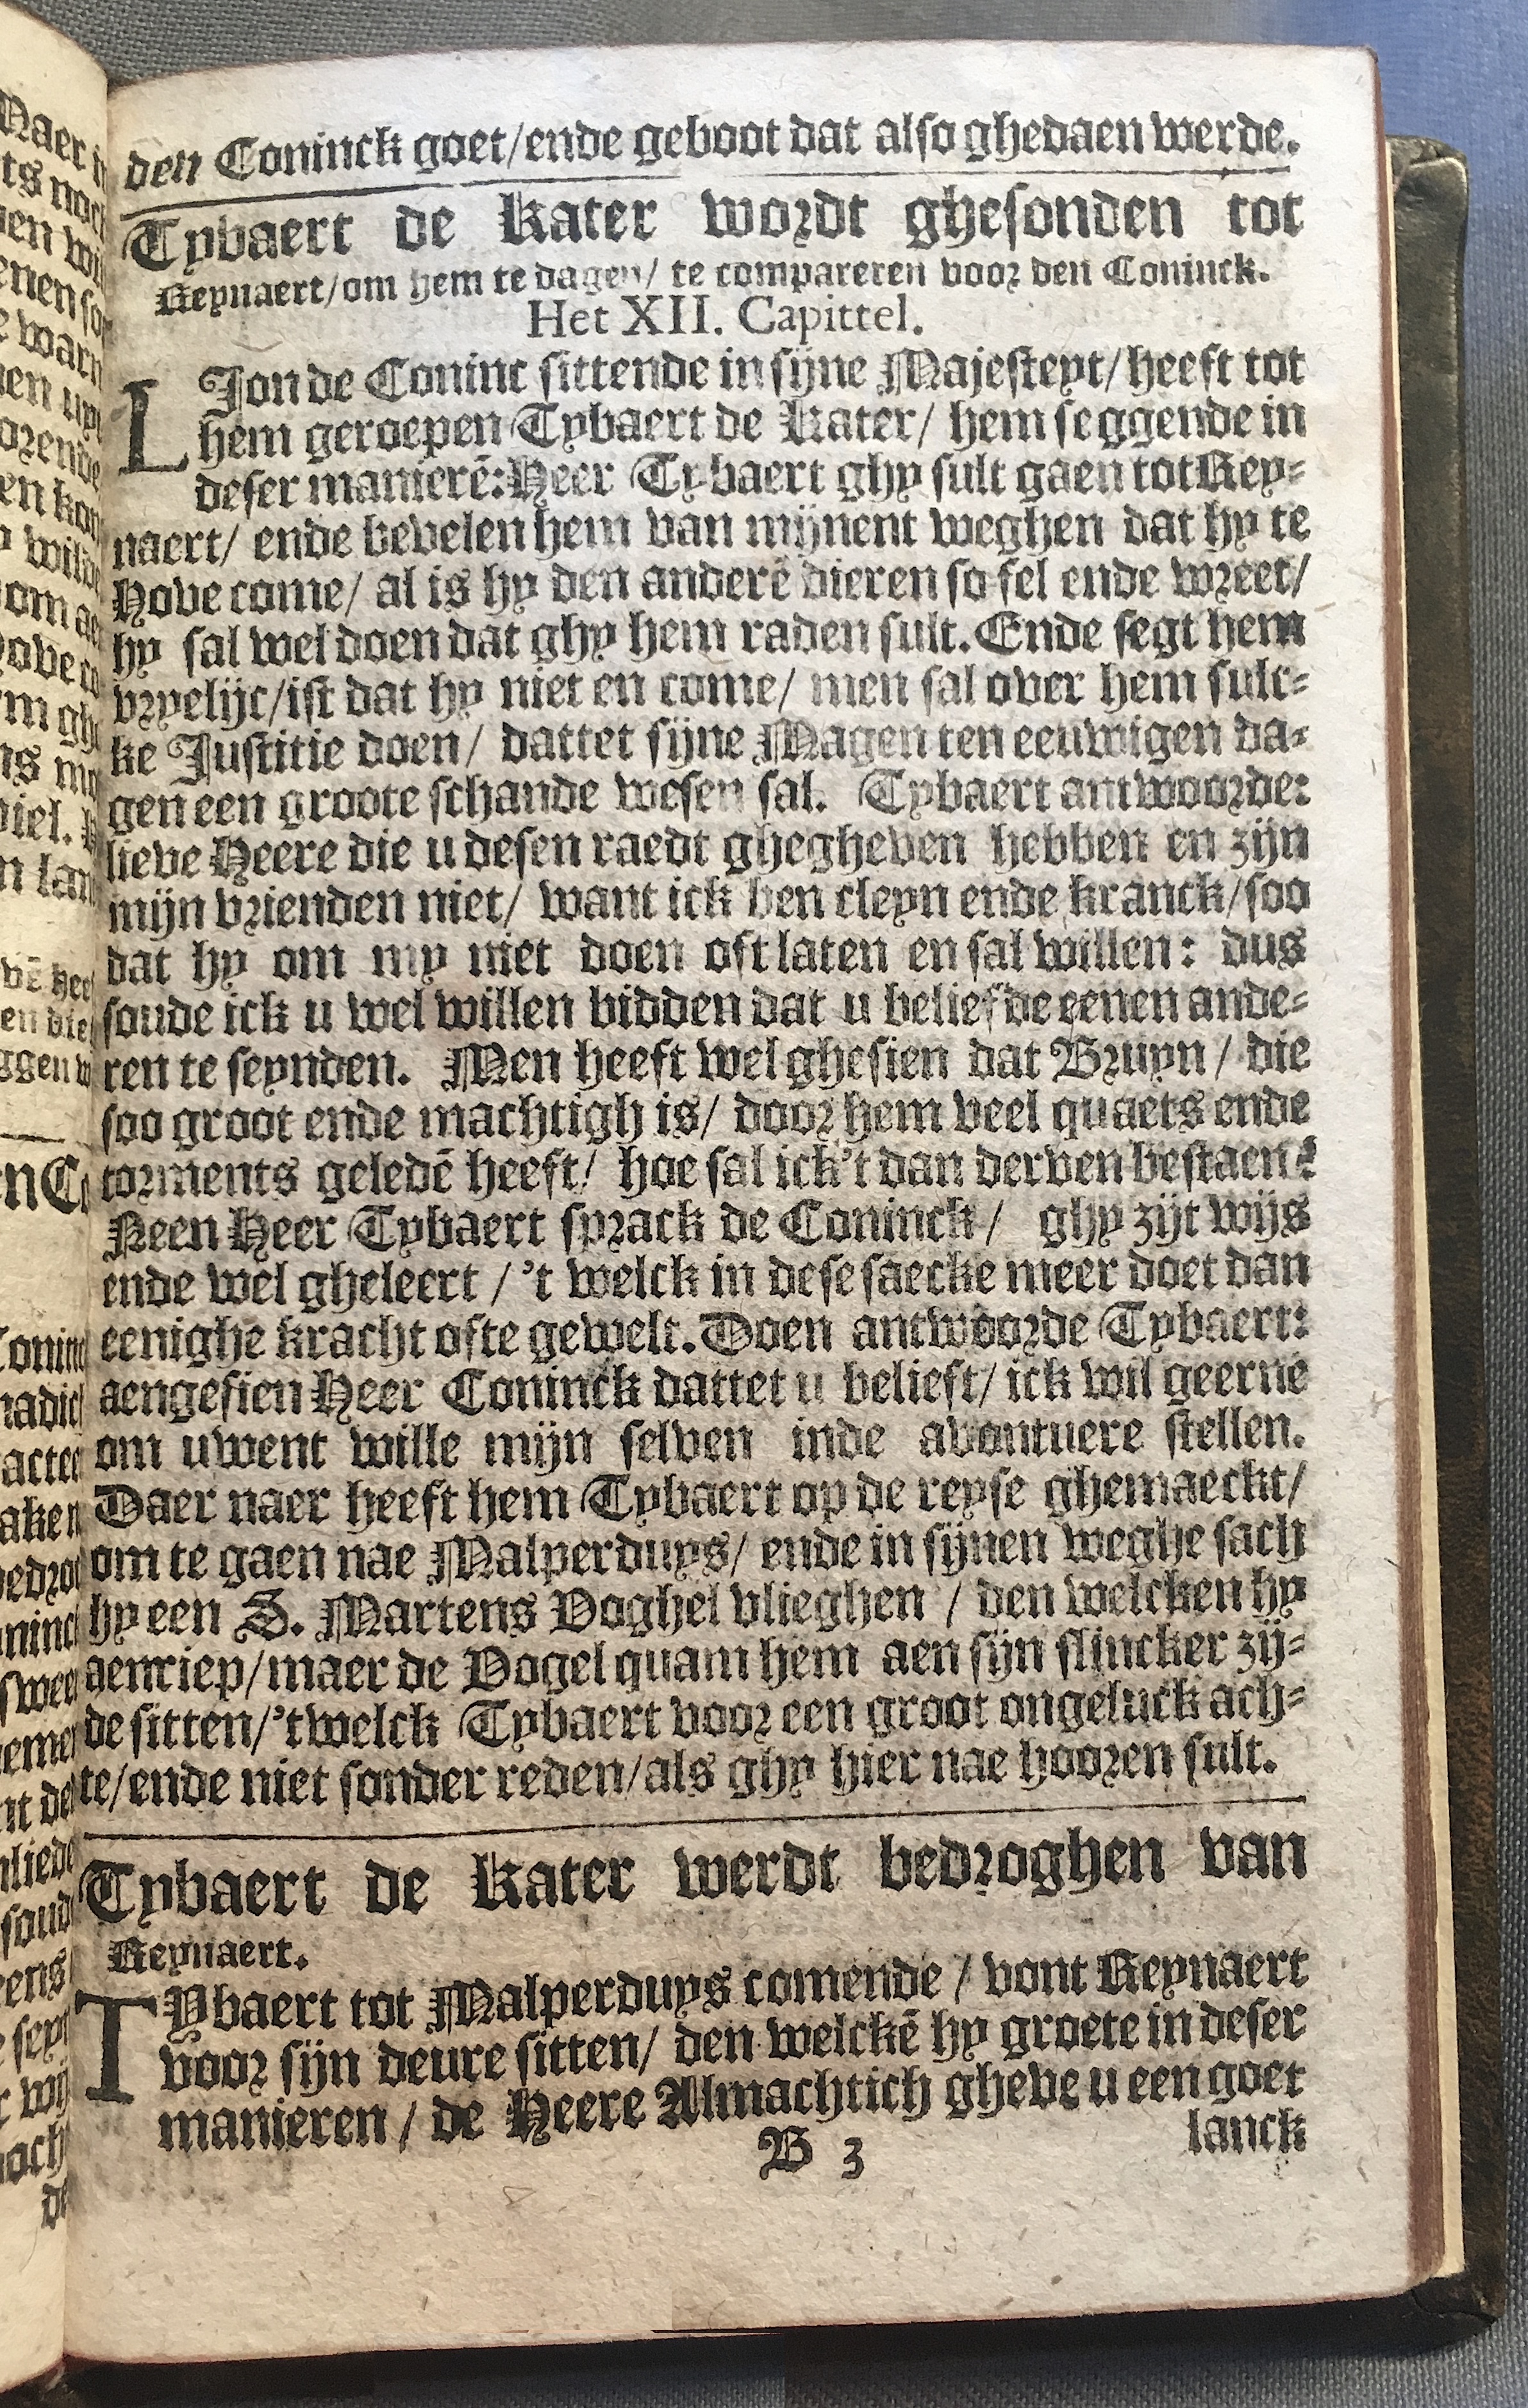 den Coninck goet/ende geboot dat also ghedaen werde.
Tybaert de Kater wordt ghesonden tot
Reynaert/om hem te dagen/ te compareren voor den Coninck.
Het XII. Capittel.
LJon de Coninc sittende in sijne Majesteyt/heeft tot
hem geroepen Tybaert de Kater/ hem seggende in
deser manierē: Heer Tybaert ghy sult gaen tot Rey-
naert/ ende bevelen hem van mijnent weghen dat hy te
Hove come/ al is hy den anderē dieren so fel ende wreet/
hy sal wel doen dat ghy hem raden sult. Ende segt hem
vryelijc/ist dat hy niet en come/ men sal over hem sulc-
ke Justitie doen/ dattet sijne Magen ten eeuwigen da-
gen een groote schande wesen sal. Tybaert antwoorde:
lieve Heere die u desen raedt ghegheven hebben en zijn
mijn vrienden niet/ want ick ben cleyn ende kranck/soo
dat hy om my niet doen oft laten en sal willen: dus
soude ick u wel willen bidden dat u beliefde eenen ande-
ren te seynden. Men heeft wel ghesien dat Bruyn/ die
soo groot ende machtigh is/ door hem veel quaets ende
torments geledē heeft/ hoe sal ick't dan derven bestaen?
Neen Heer Tybaert sprack de Coninck/ ghy zijt wijs
ende wel gheleert/'t welck in dese saecke meer doet dan
eenighe kracht ofte gewelt. Doen antwoorde Tybaert:
aengesien Heer Coninck dattet u belieft/ ick wil geerne
om uwent wille mijn selven inde avontuere stellen.
Daer naer heeft hem Tybaert op de reyse ghemaeckt/
om te gaen nae Malperduys/ ende in sijnen weghe sach
hy een S. Martens Voghel vlieghen/ den welcken hy
aenriep/maer de Vogel quam hem aen sijn slincker zij-
de sitten/'t welck Tybaert voor een groot ongeluck ach-
te/ende niet sonder reden/als ghy hier nae hooren sult.
Tybaert de Kater werdt bedroghen van
Reynaert.
TYbaert tot Malperduys comende/ vont Reynaert
voor sijn deure sitten/ den welckē hy groete in deser
manieren/ de Heere Almachtich gheve u een goet
B 3 lanck